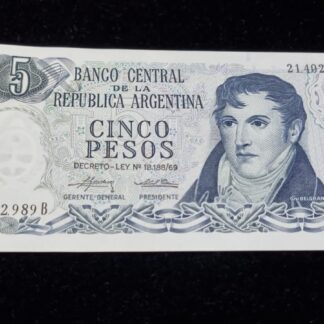 5
BANCO CENTRAL
DE LA
REPUBLICA ARGENTINA
21.492
CINCO
PESOS
DECRETO-LEY Nº 18.188/69
GERENTE GENERAL PRESIDENTE
2.989 B